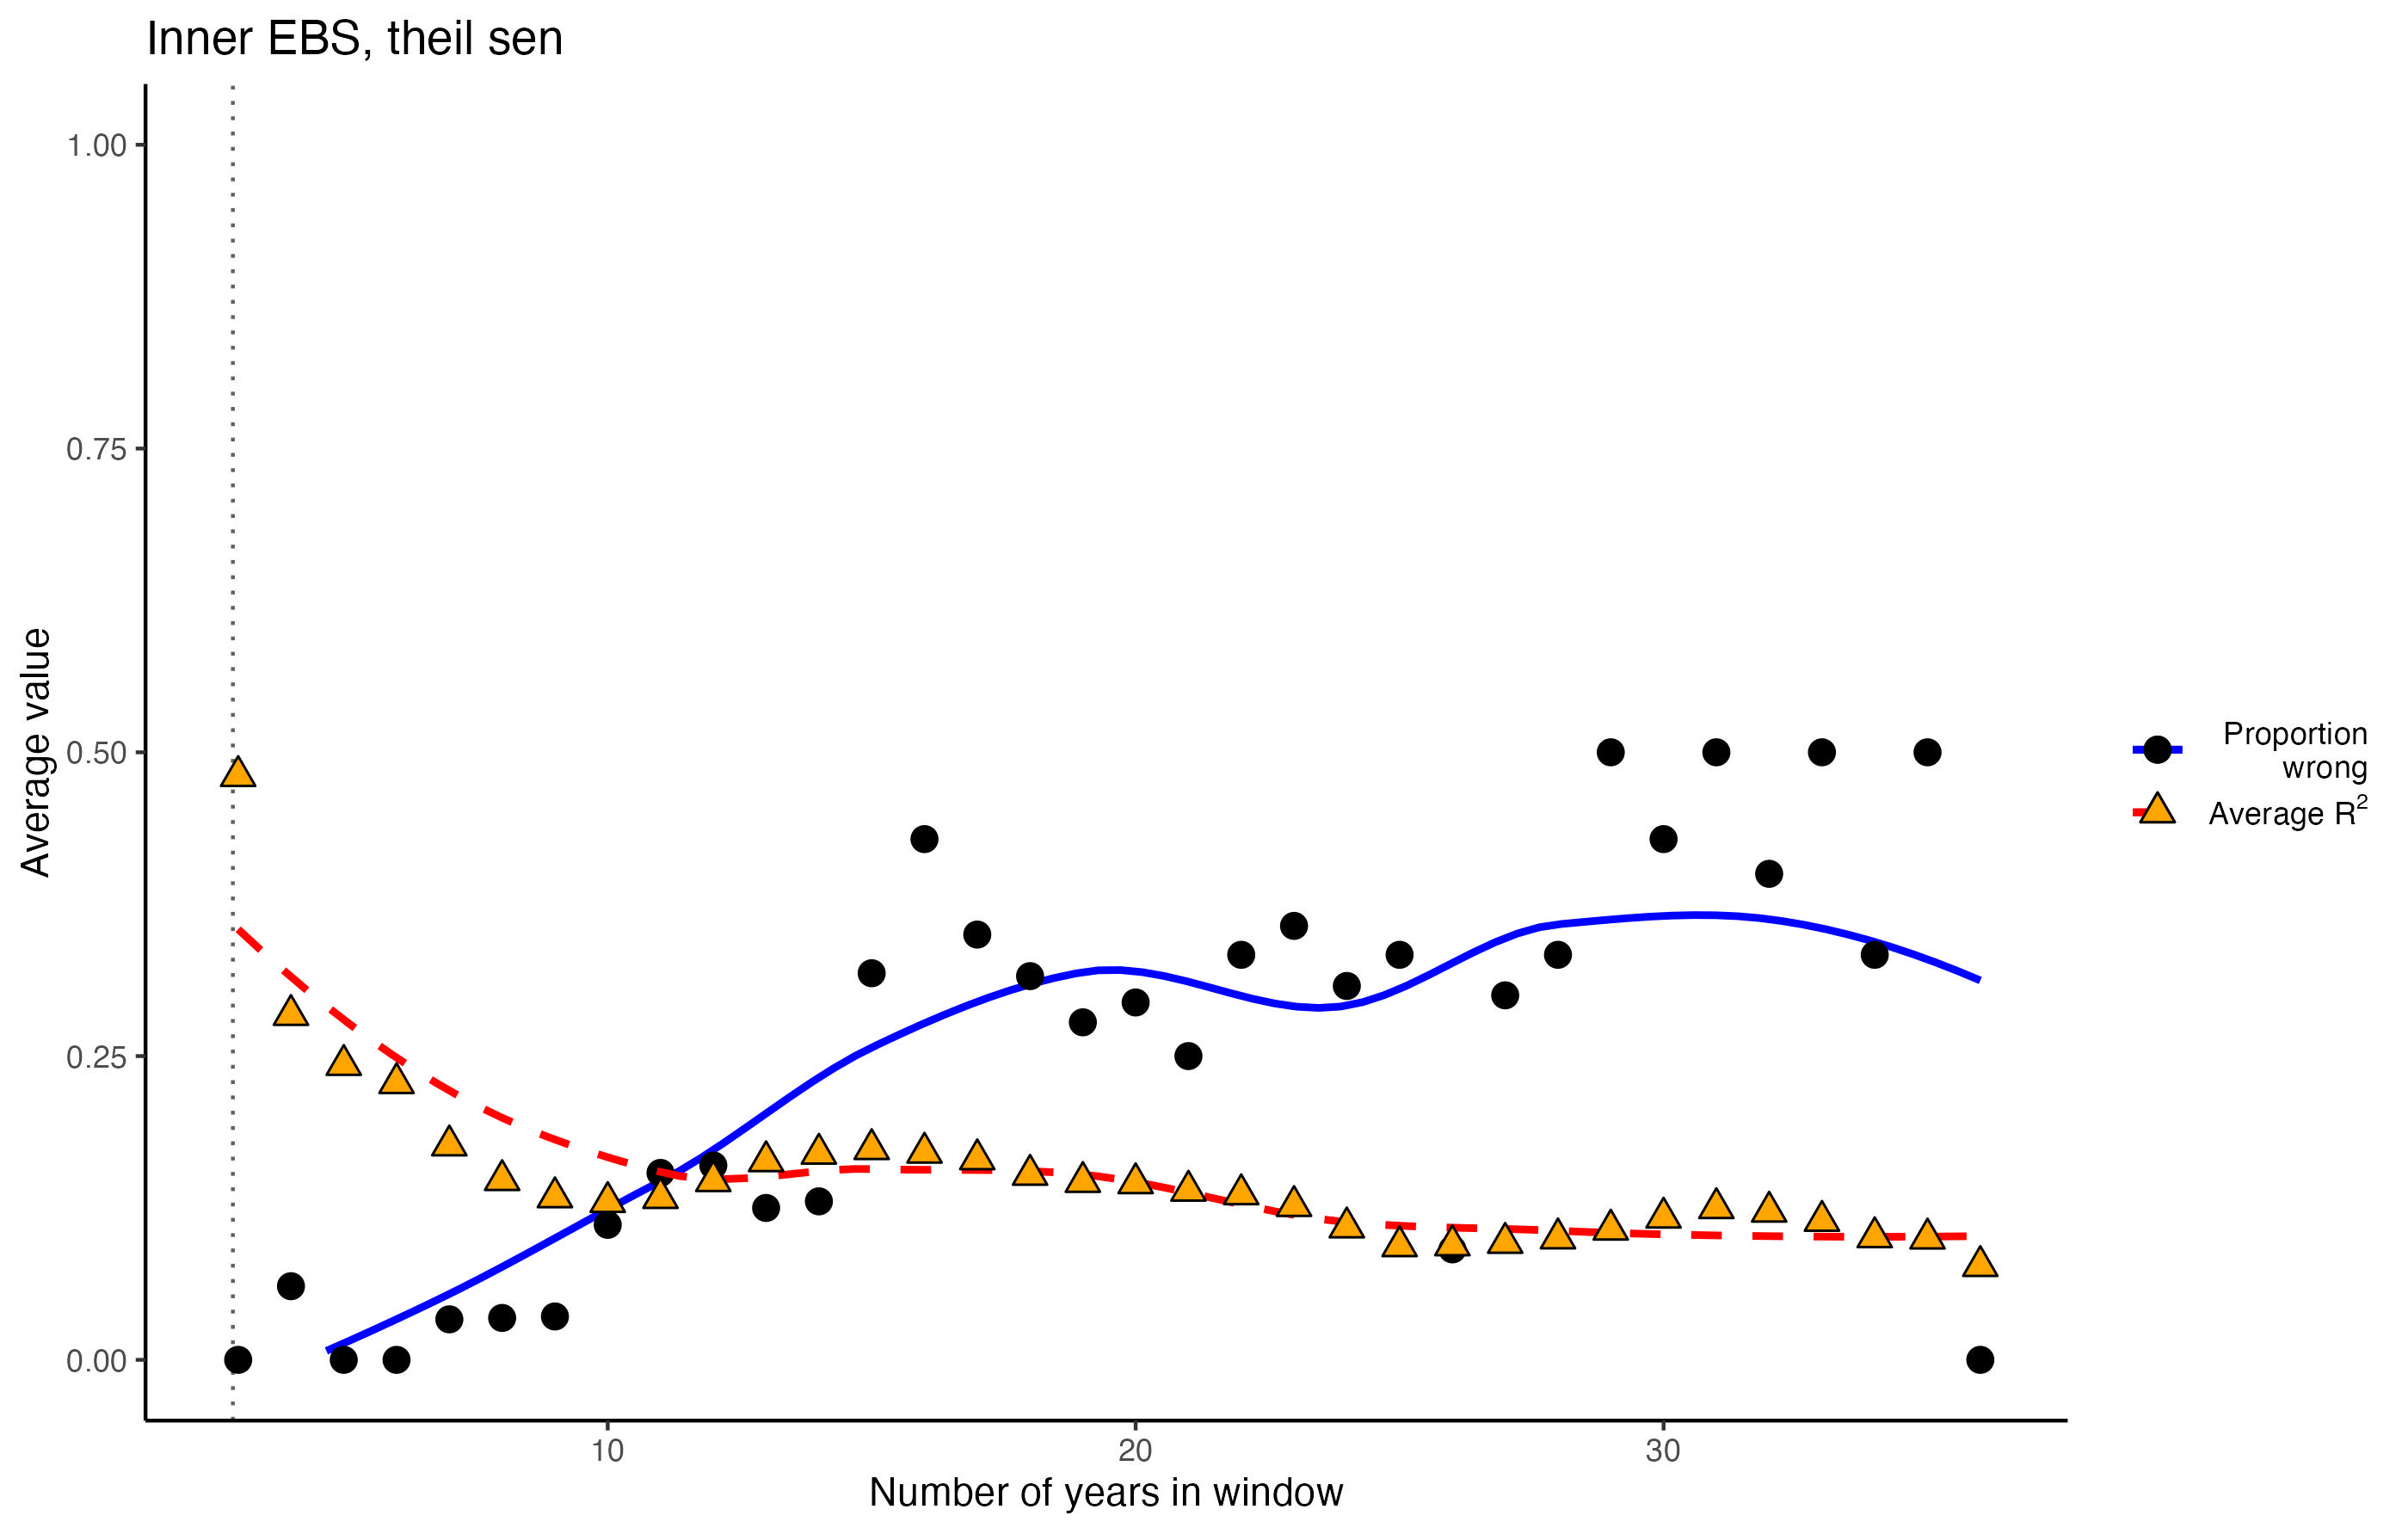 Inner EBS, theil sen
Average value
1.00
0.75
0.50
0.25
0.00
10 20 30
Number of years in window
Proportion
wrong
Average R²